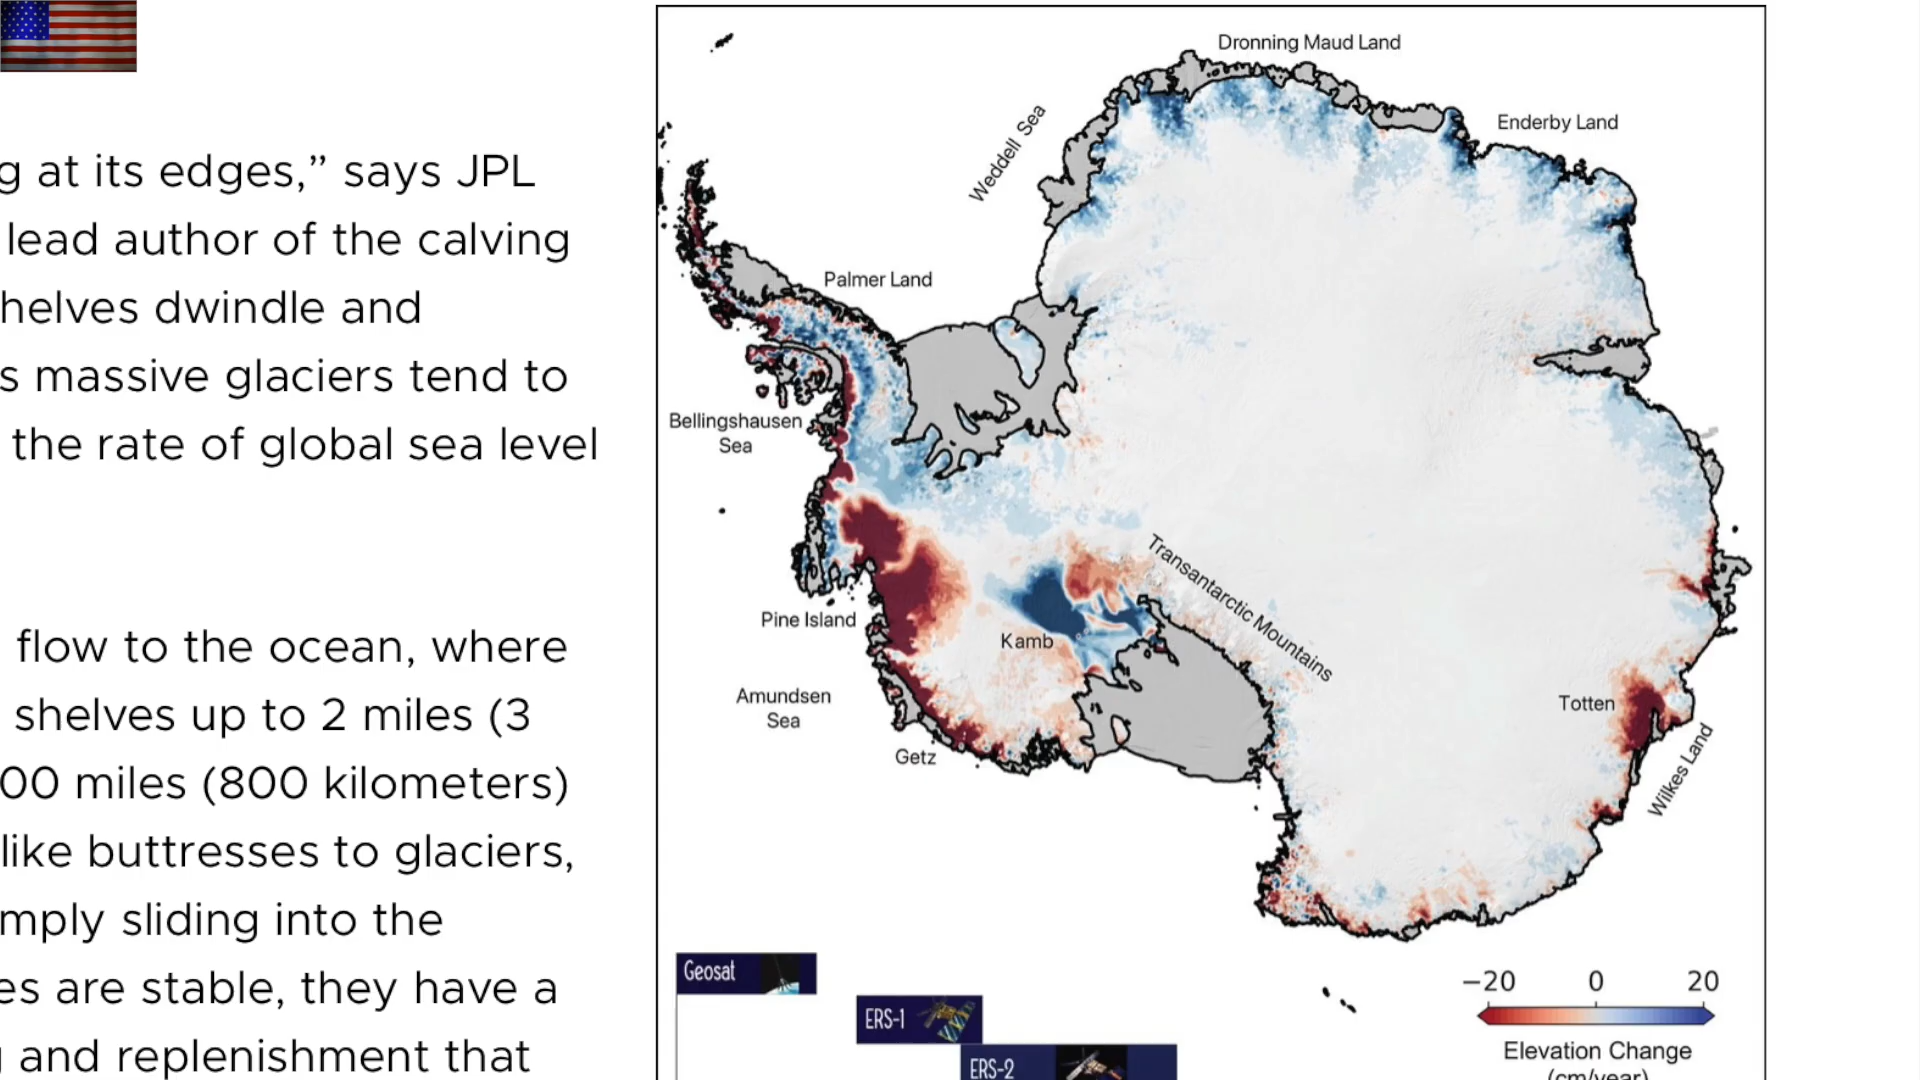 g at its edges,” says JPL
lead author of the calving
helves dwindle and
s massive glaciers tend to
the rate of global sea level
flow to the ocean, where
shelves up to 2 miles (3
00 miles (800 kilometers)
like buttresses to glaciers,
mply sliding into the
es are stable, they have a
g and replenishment that
Dronning Maud Land
Weddell Sea
Enderby Land
Palmer Land
Bellingshausen
Sea
Transantarctic Mountains
Pine Island
Kamb
Amundsen
Sea
Getz
Totten
Wilkes Land
Geosat
ERS-1
ERS-2
−20 0 20
Elevation Change
(cm/year)